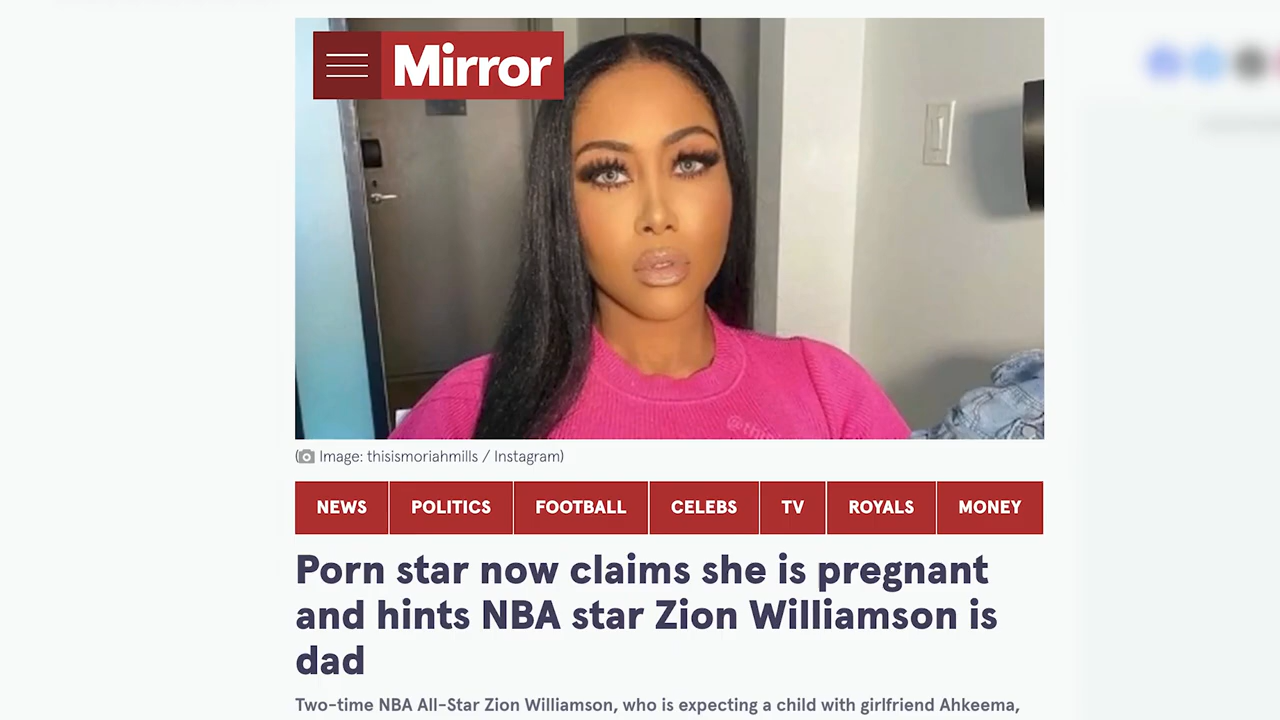 Mirror
(Image: thisismoriahmills / Instagram)
NEWS POLITICS FOOTBALL CELEBS TV ROYALS MONEY
Porn star now claims she is pregnant
and hints NBA star Zion Williamson is
dad
Two-time NBA All-Star Zion Williamson, who is expecting a child with girlfriend Ahkeema,